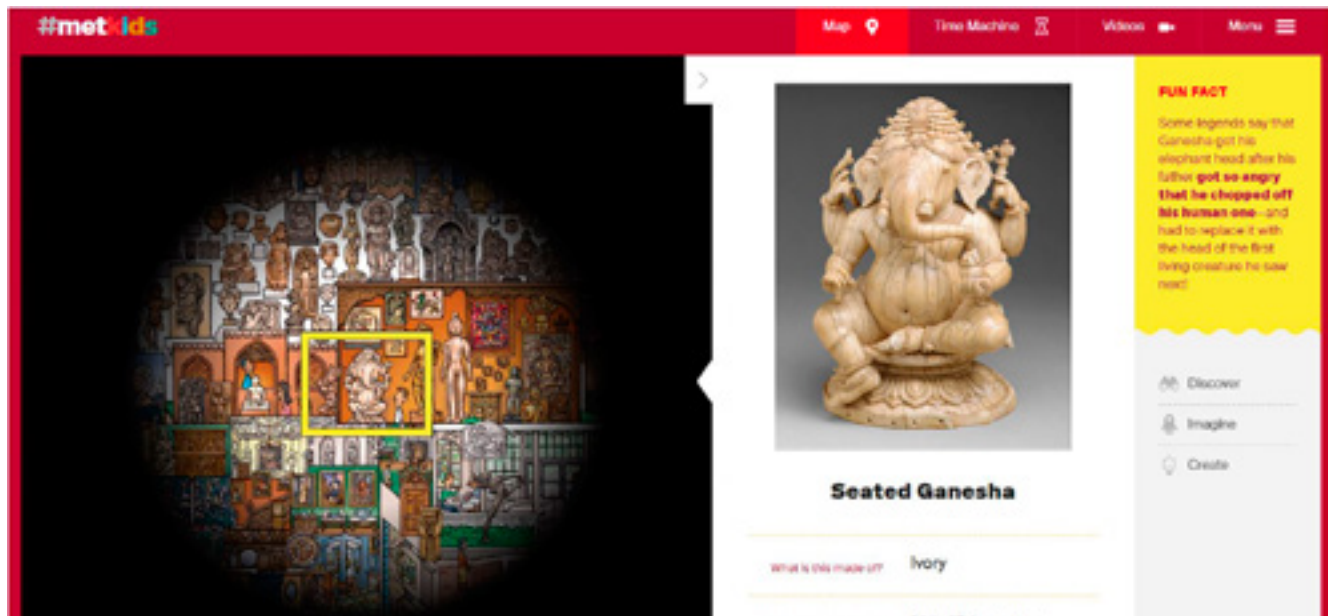 #metkids
Map
Time Machine
Videos
Menu
FUN FACT
Some legends say that
Ganesha got his
elephant head after his
father got so angry
that he chopped off
his human one—and
had to replace it with
the head of the first
living creature he saw
next!
Discover
Imagine
Create
Seated Ganesha
What is this made of?
Ivory